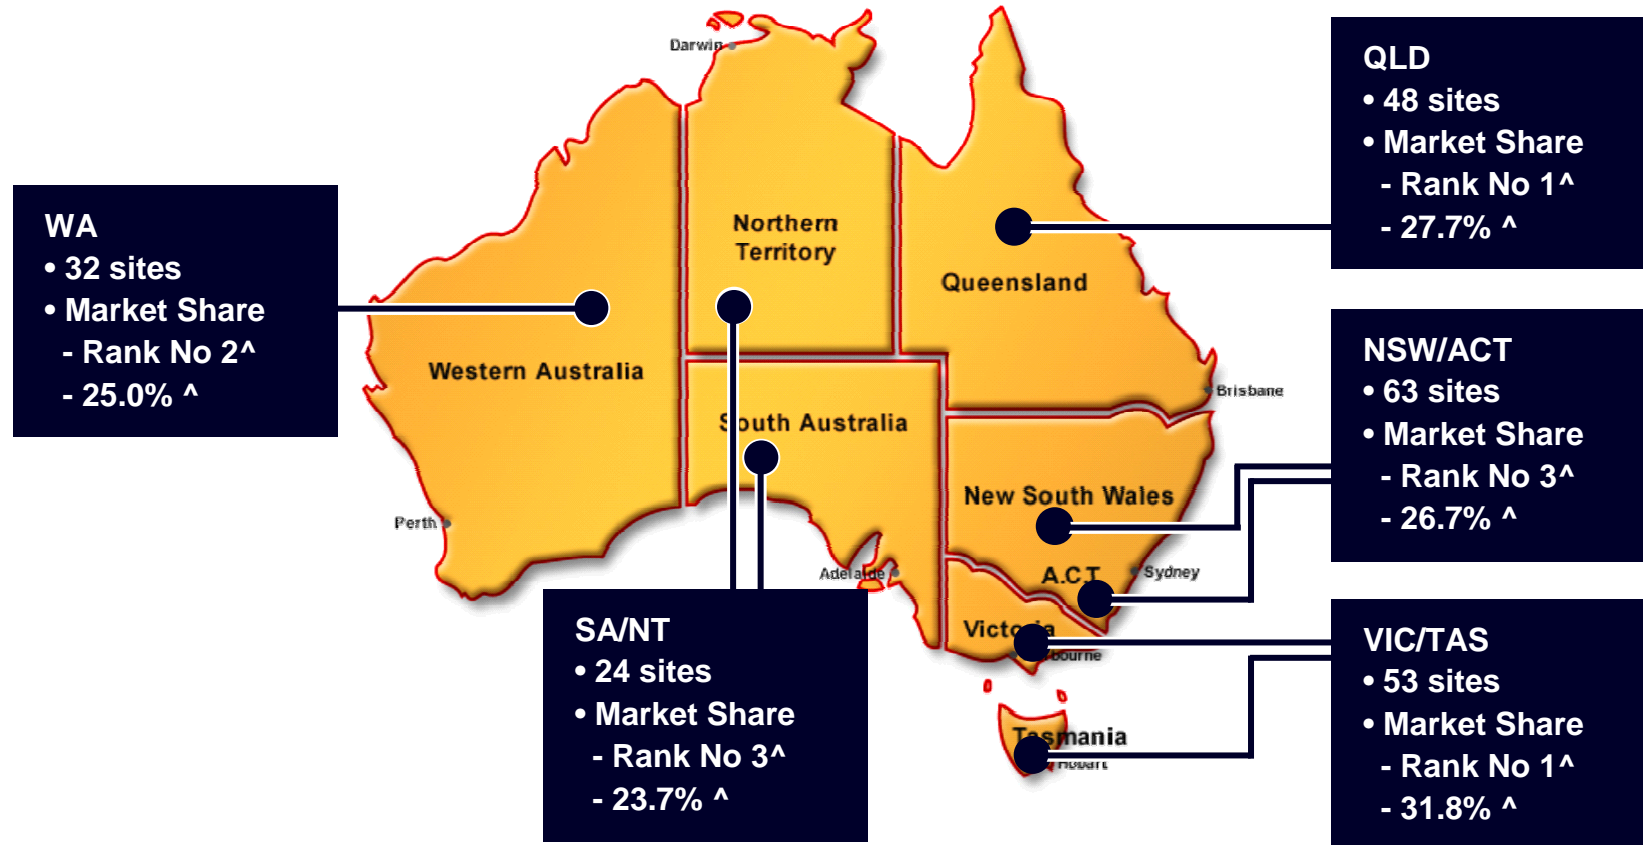 Darwin
QLD
• 48 sites
• Market Share
- Rank No 1^
- 27.7% ^
WA
• 32 sites
• Market Share
- Rank No 2^
- 25.0% ^
Northern
Territory
Queensland
Western Australia
South Australia
Brisbane
NSW/ACT
• 63 sites
• Market Share
- Rank No 3^
- 26.7% ^
New South Wales
Perth
Adelaide
A.C.T
Sydney
SA/NT
• 24 sites
• Market Share
- Rank No 3^
- 23.7% ^
Victoria
VIC/TAS
• 53 sites
• Market Share
- Rank No 1^
- 31.8% ^
Tasmania
Hobart